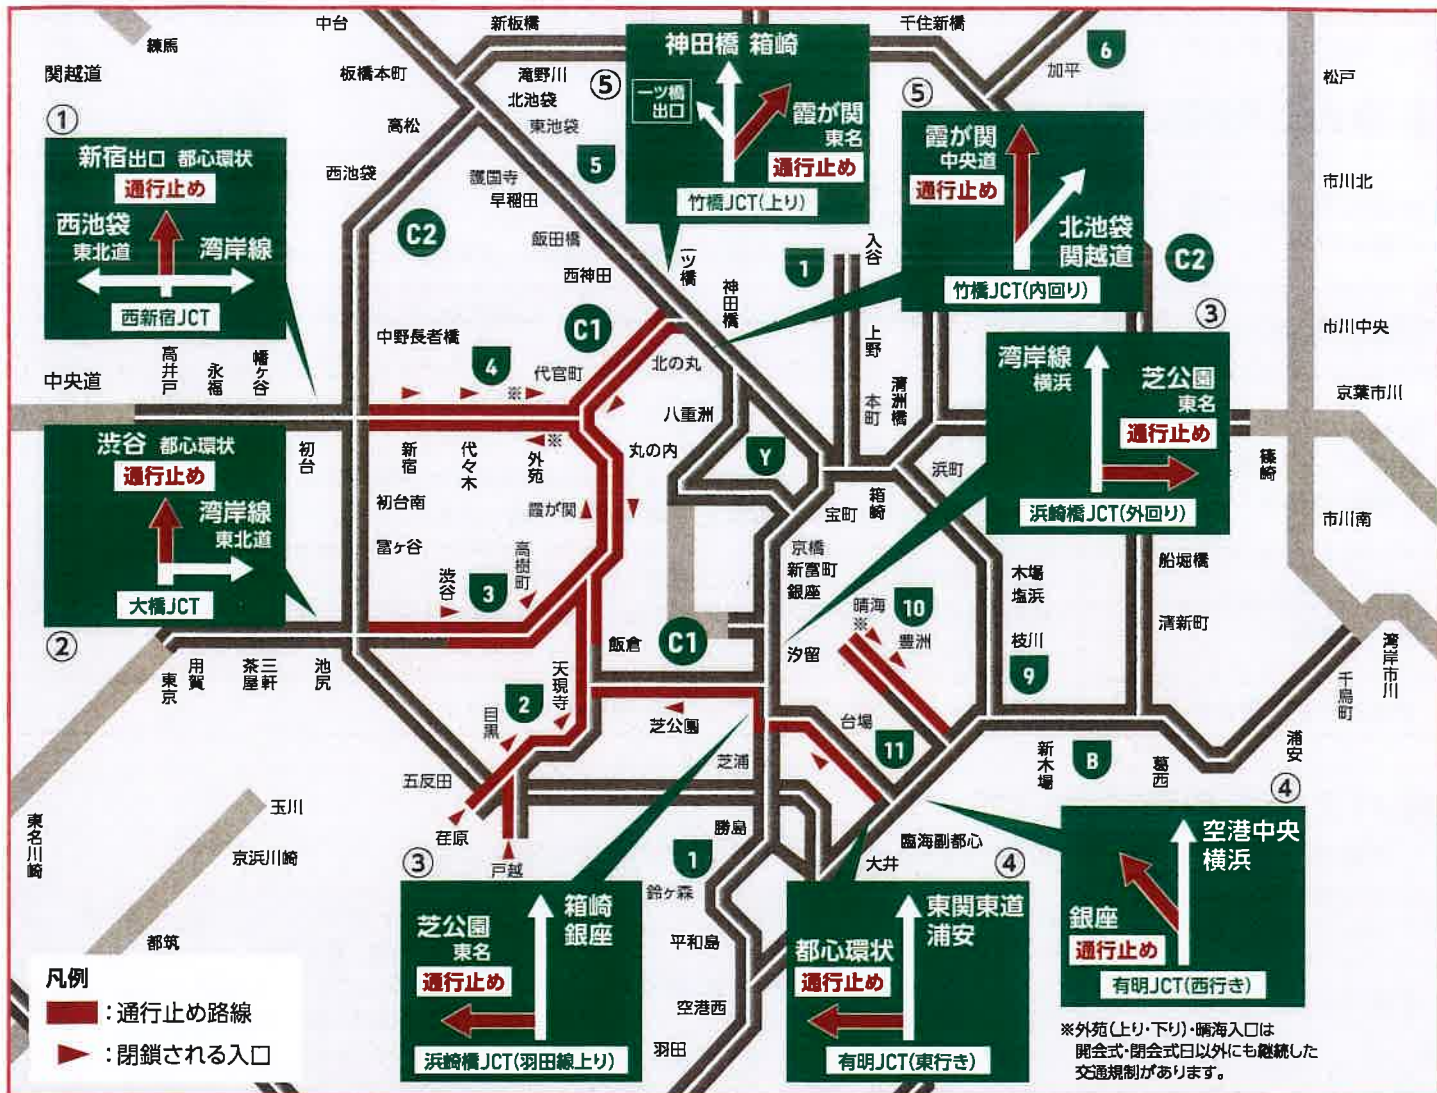 中台
新板橋
千住新橋
練馬
関越道
板橋本町
滝野川
北池袋
東池袋
高松
西池袋
護国寺
早稲田
飯田橋
西神田
5
C2
6
加平
松戸
市川北
市川中央
京葉市川
市川南
①
新宿出口 都心環状
通行止め
西池袋
東北道
湾岸線
西新宿JCT
⑤
神田橋 箱崎
一ツ橋
出口
霞が関
東名
通行止め
竹橋JCT(上り)
⑤
霞が関
中央道
通行止め
北池袋
関越道
竹橋JCT(内回り)
C2
③
湾岸線
横浜
芝公園
東名
通行止め
浜崎橋JCT(外回り)
一ツ橋
神田橋
1
入谷
上野
本町
清洲橋
中央道
高井戸
永福
幡ヶ谷
中野長者橋
4
※
代官町
C1
北の丸
八重洲
丸の内
Y
浜町
箱崎
宝町
篠崎
初台
新宿
代々木
外苑
※
霞が関
初台南
富ヶ谷
高樹町
渋谷
3
②
渋谷 都心環状
通行止め
湾岸線
東北道
大橋JCT
京橋
新富町
銀座
汐留
晴海
※
10
豊洲
木場
塩浜
枝川
9
船堀橋
清新町
湾岸市川
千鳥町
浦安
東京
用賀
三軒
茶屋
池尻
飯倉
C1
天現寺
2
目黒
芝公園
芝浦
台場
11
新木場
B
葛西
五反田
荏原
戸越
勝島
1
鈴ヶ森
平和島
空港西
羽田
大井
臨海副都心
東名川崎
玉川
京浜川崎
都筑
③
芝公園
東名
通行止め
箱崎
銀座
浜崎橋JCT(羽田線上り)
④
都心環状
通行止め
東関東道
浦安
有明JCT(東行き)
④
銀座
通行止め
空港中央
横浜
有明JCT(西行き)
凡例
:通行止め路線
:閉鎖される入口
※外苑(上り・下り)・晴海入口は
開会式・閉会式日以外にも継続した
交通規制があります。